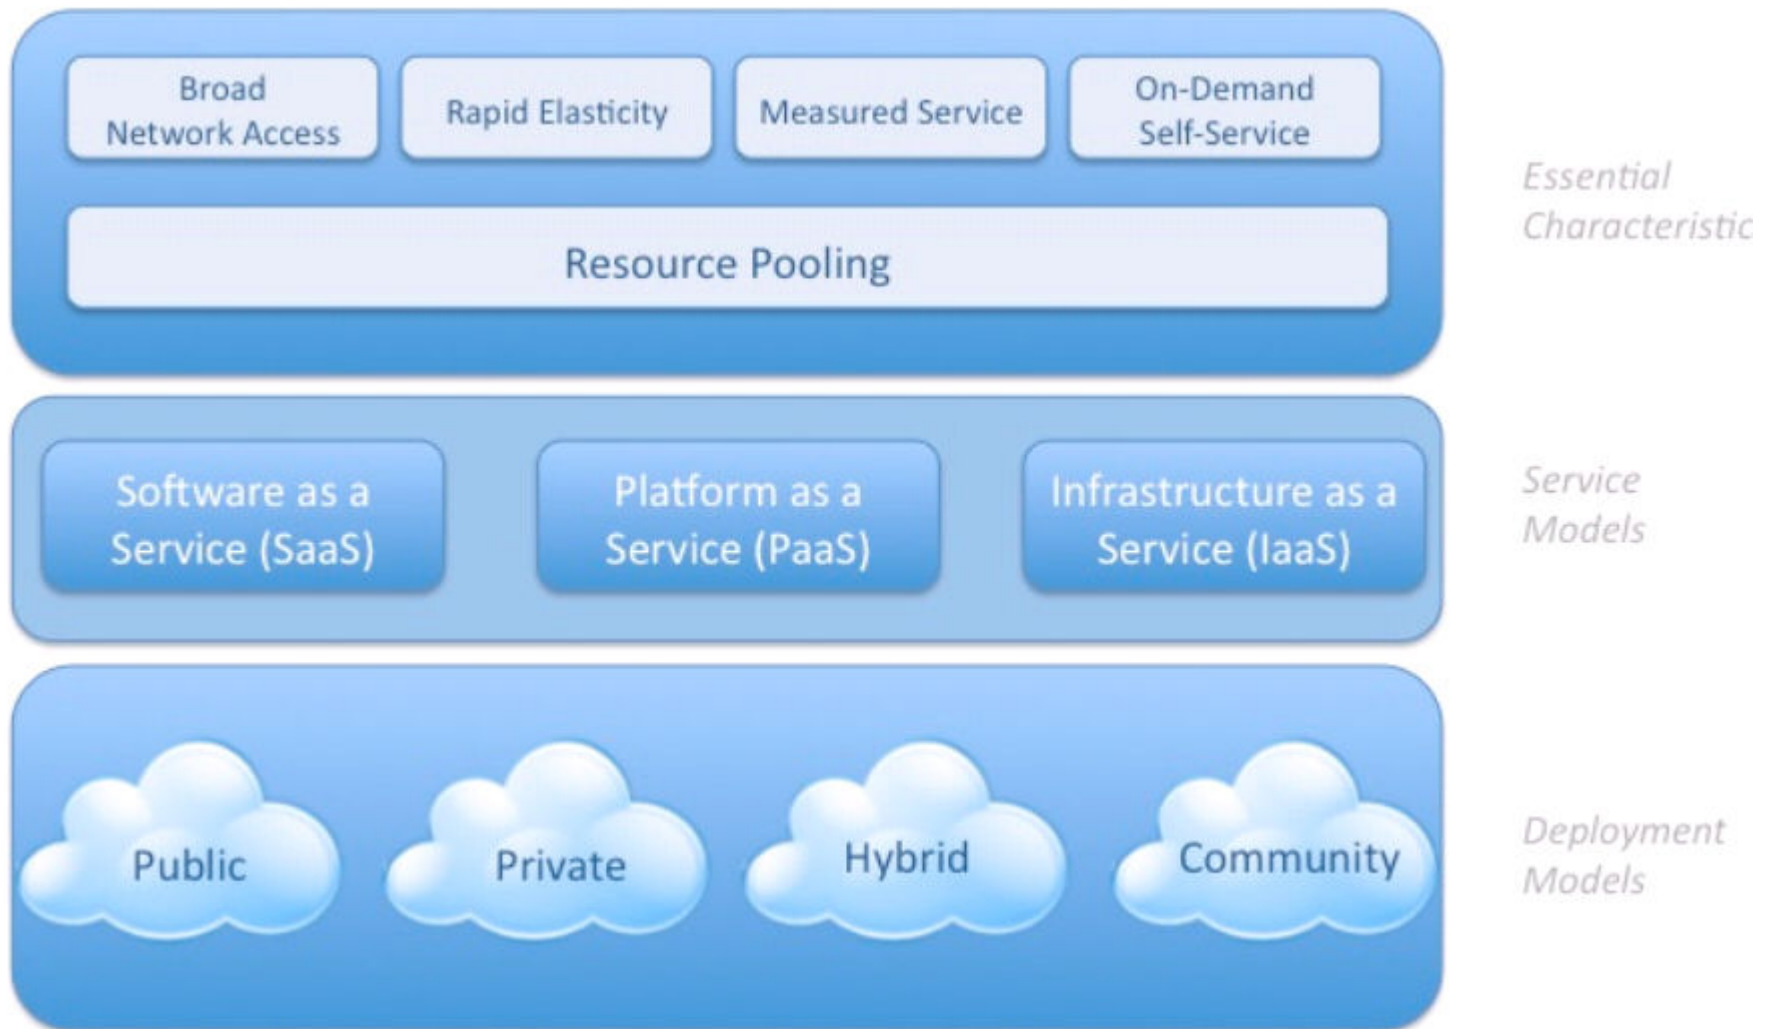 Broad
Network Access
Rapid Elasticity
Measured Service
On-Demand
Self-Service
Resource Pooling
Essential
Characteristic
Software as a
Service (SaaS)
Platform as a
Service (PaaS)
Infrastructure as a
Service (IaaS)
Service
Models
Public
Private
Hybrid
Community
Deployment
Models